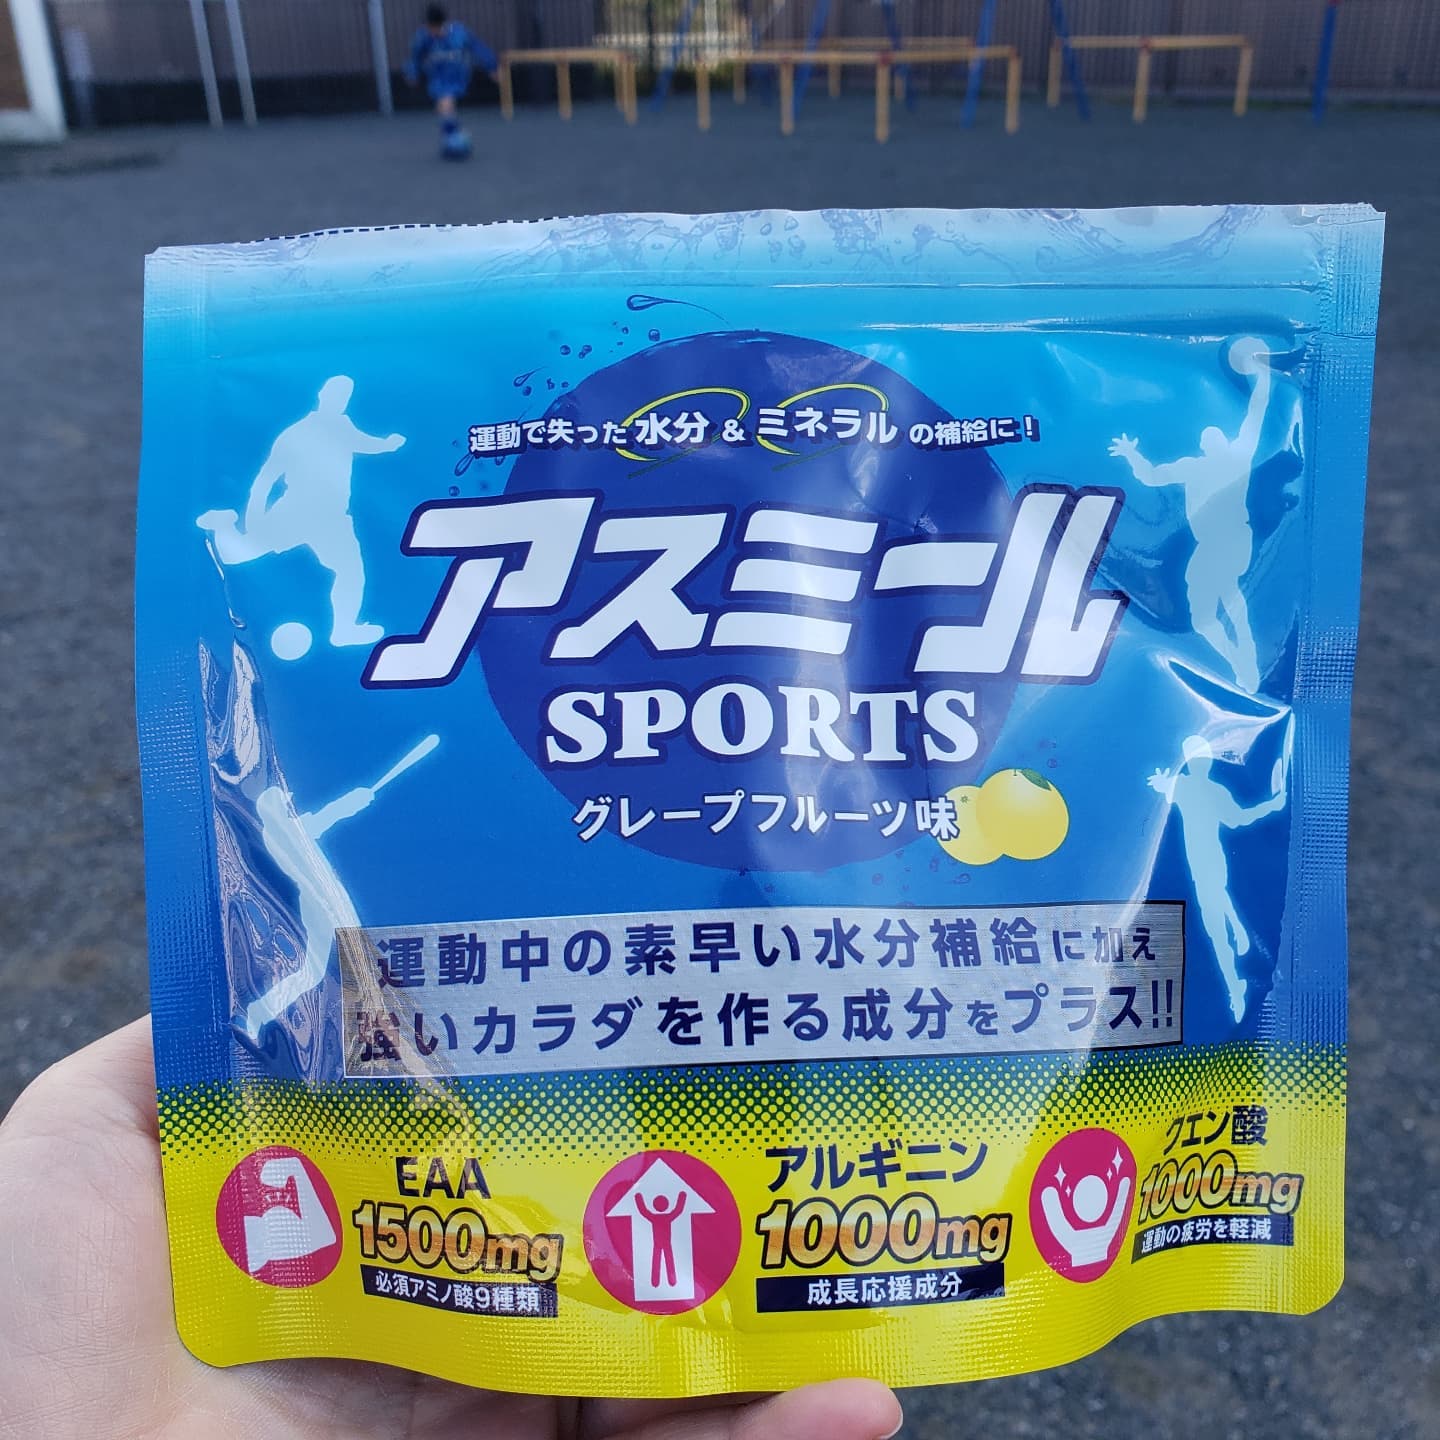 運動で失った水分&ミネラルの補給に!
アスミール
SPORTS
グレープフルーツ味
運動中の素早い水分補給に加え
強いカラダを作る成分をプラス!!
EAA
1500mg
必須アミノ酸9種類
アルギニン
1000mg
成長応援成分
クエン酸
1000mg
運動の疲労を軽減